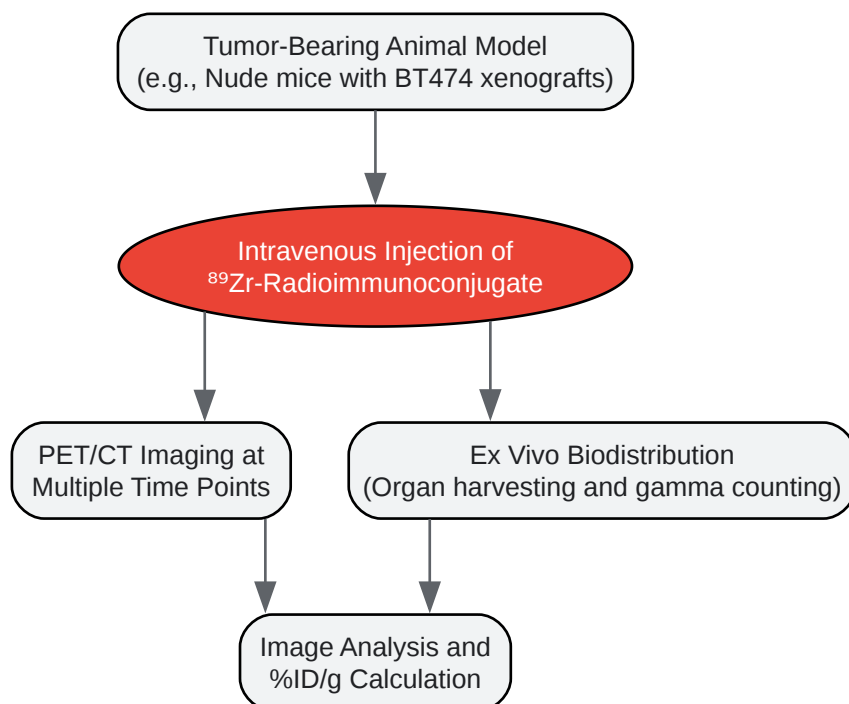 Tumor-Bearing Animal Model
(e.g., Nude mice with BT474 xenografts)
Intravenous Injection of
⁸⁹Zr-Radioimmunoconjugate
PET/CT Imaging at
Multiple Time Points
Ex Vivo Biodistribution
(Organ harvesting and gamma counting)
Image Analysis and
%ID/g Calculation